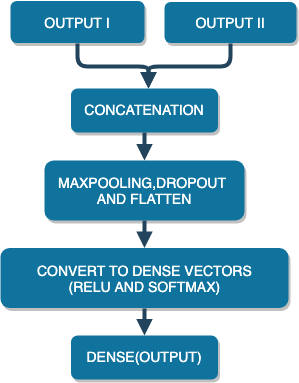 OUTPUT I
OUTPUT II
CONCATENATION
MAXPOOLING,DROPOUT
AND FLATTEN
CONVERT TO DENSE VECTORS
(RELU AND SOFTMAX)
DENSE(OUTPUT)